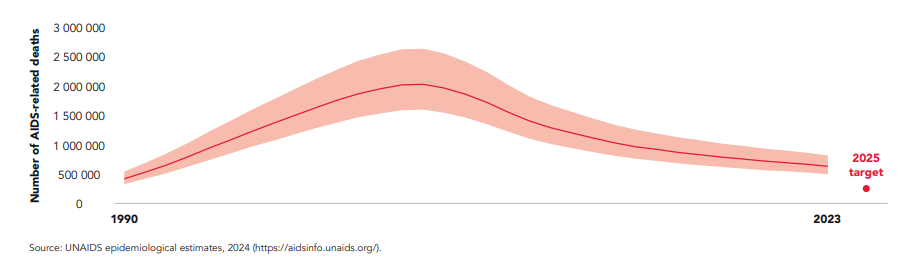 Number of AIDS-related deaths
3 000 000
2 500 000
2 000 000
1 500 000
1 000 000
500 000
0
1990
2023
2025
target
Source: UNAIDS epidemiological estimates, 2024 (https://aidsinfo.unaids.org/).